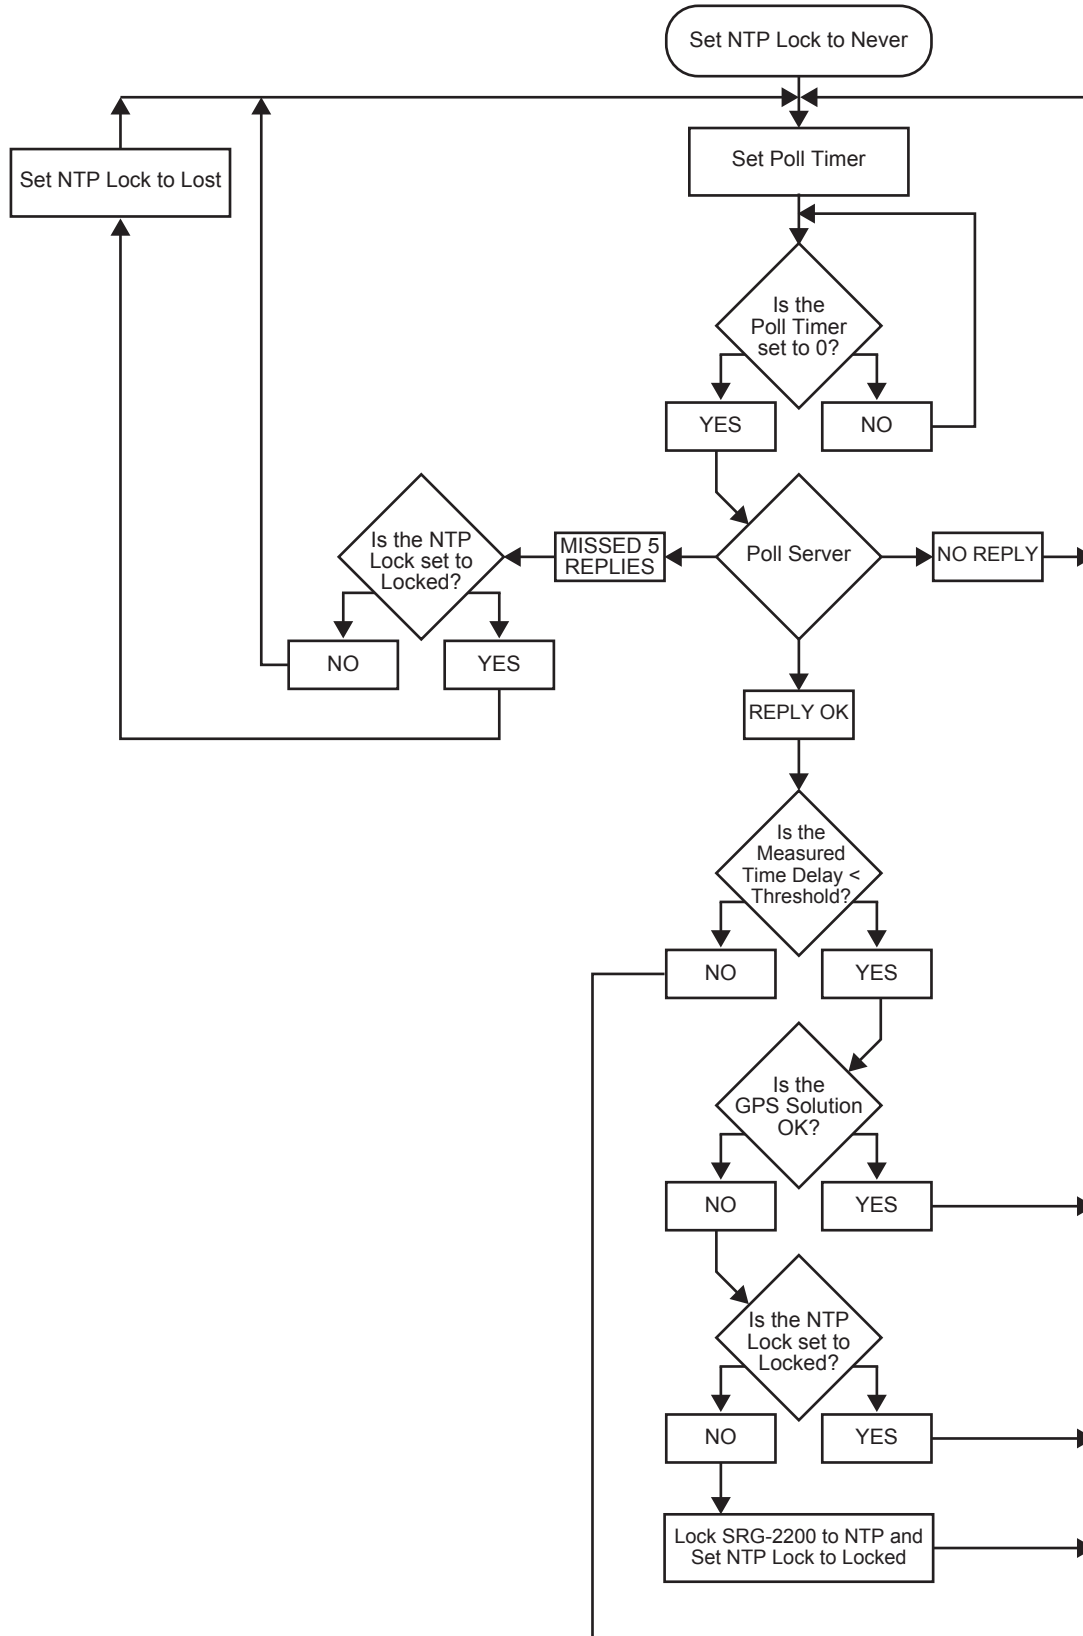 Set NTP Lock to Never
Set NTP Lock to Lost
Set Poll Timer
Is the
Poll Timer
set to 0?
YES
NO
Is the NTP
Lock set to
Locked?
MISSED 5
REPLIES
Poll Server
NO REPLY
NO
YES
REPLY OK
Is the
Measured
Time Delay <
Threshold?
NO
YES
Is the
GPS Solution
OK?
NO
YES
Is the NTP
Lock set to
Locked?
NO
YES
Lock SRG-2200 to NTP and
Set NTP Lock to Locked